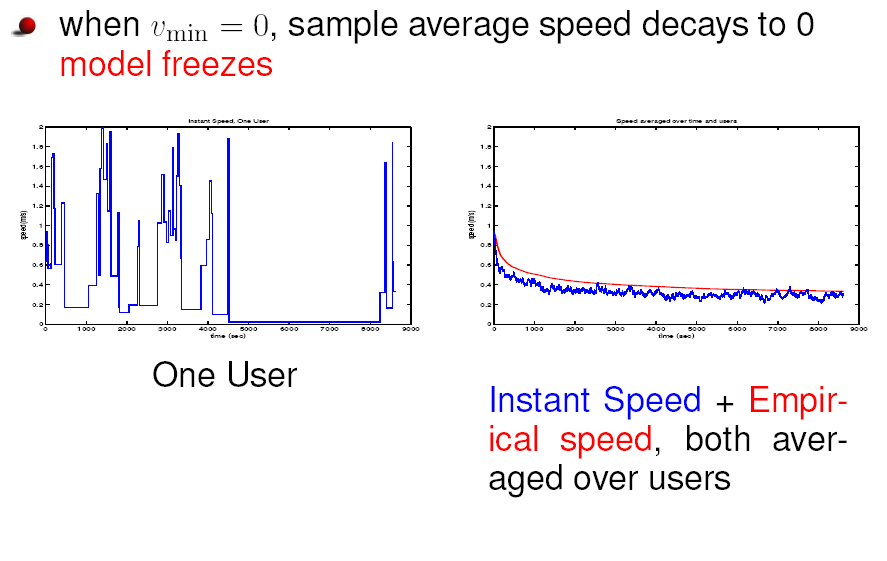 when v_min = 0, sample average speed decays to 0
model freezes
Instant Speed, One User
2
1.8
1.6
1.4
1.2
1
0.8
0.6
0.4
0.2
0
speed(m/s)
0 1000 2000 3000 4000 5000 6000 7000 8000 9000
time (sec)
One User
Speed averaged over time and users
2
1.8
1.6
1.4
1.2
1
0.8
0.6
0.4
0.2
0
speed(m/s)
0 1000 2000 3000 4000 5000 6000 7000 8000 9000
time (sec)
Instant Speed + Empir-
ical speed, both aver-
aged over users